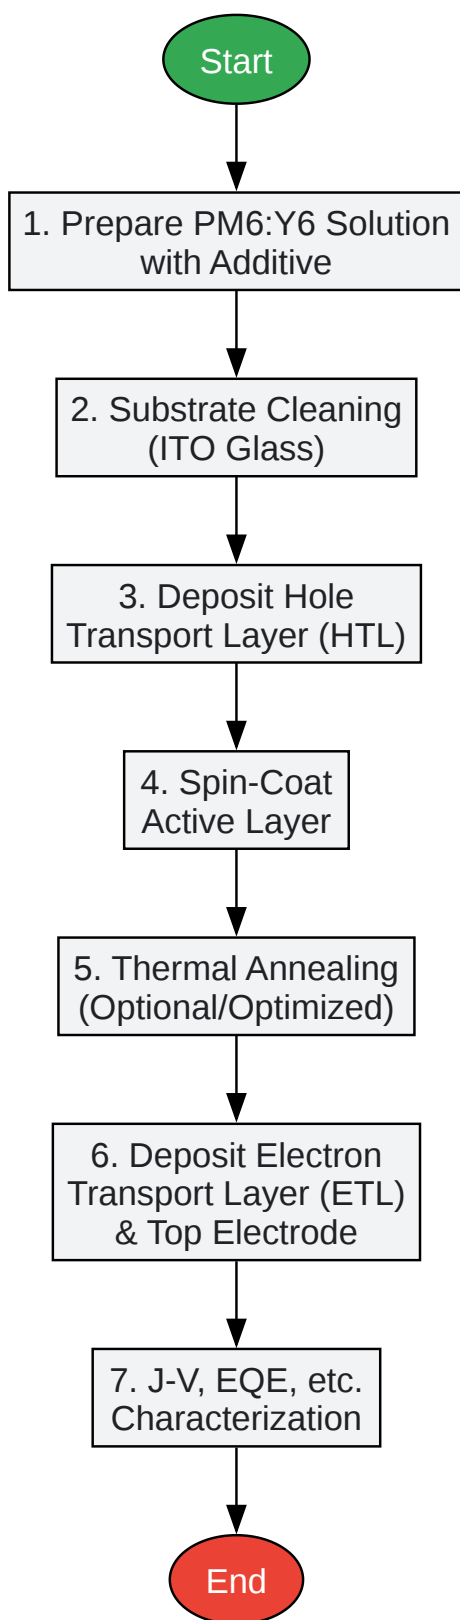 Start
1. Prepare PM6:Y6 Solution
with Additive
2. Substrate Cleaning
(ITO Glass)
3. Deposit Hole
Transport Layer (HTL)
4. Spin-Coat
Active Layer
5. Thermal Annealing
(Optional/Optimized)
6. Deposit Electron
Transport Layer (ETL)
& Top Electrode
7. J-V, EQE, etc.
Characterization
End